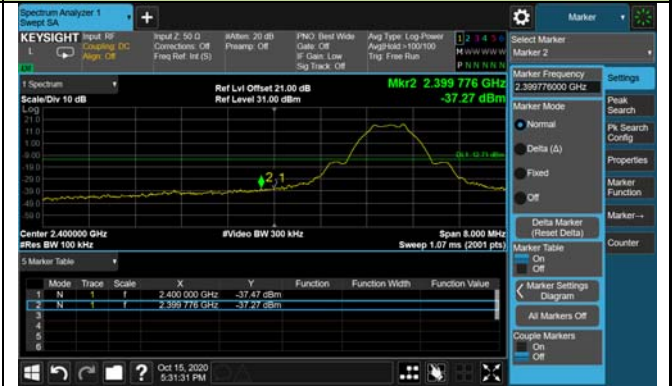 Spectrum Analyzer 1
Swept SA
+
Marker
KEYSIGHT Input: RF Input Z: 50 Ω #Atten: 20 dB PNO: Best Wide Avg Type: Log-Power 1 2 3 4 5 6
L Coupling: DC Corrections: Off Preamp: Off Gate: Off Avg|Hold:>100/100 M W W W W W
Align: Off Freq Ref: Int (S) IF Gain: Low Trig: Free Run
Sig Track: Off P N N N N N
Select Marker
Marker 2
1 Spectrum
Ref Lvl Offset 21.00 dB Mkr2 2.399 776 GHz
Scale/Div 10 dB Ref Level 31.00 dBm -37.27 dBm
Log
21.0
11.0
1.00
-9.00
-19.0
-29.0
-39.0
-49.0
-59.0
2 1
Center 2.400000 GHz #Video BW 300 kHz Span 8.000 MHz
#Res BW 100 kHz Sweep 1.07 ms (2001 pts)
5 Marker Table
Mode Trace Scale X Y Function Function Width Function Value
1 N 1 f 2.400 000 GHz -37.47 dBm
2 N 1 f 2.399 776 GHz -37.27 dBm
3
4
5
6
Marker Frequency
2.399776000 GHz
Marker Mode
Normal
Delta (Δ)
Fixed
Off
Delta Marker
(Reset Delta)
Marker Table
On
Off
Marker Settings
Diagram
All Markers Off
Couple Markers
On
Off
Settings
Peak
Search
Pk Search
Config
Properties
Marker
Function
Marker→
Counter
?
Oct 15, 2020
5:31:31 PM